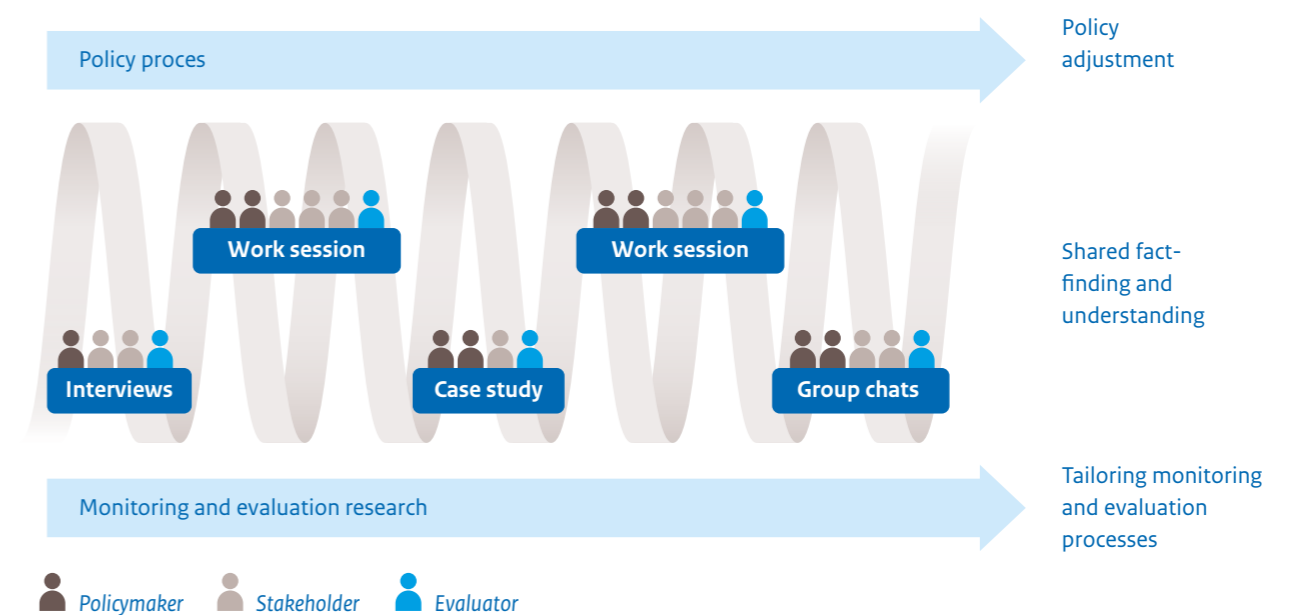 Policy proces
Policy
adjustment
Work session
Work session
Shared fact-
finding and
understanding
Interviews
Case study
Group chats
Monitoring and evaluation research
Tailoring monitoring
and evaluation
processes
Policymaker
Stakeholder
Evaluator